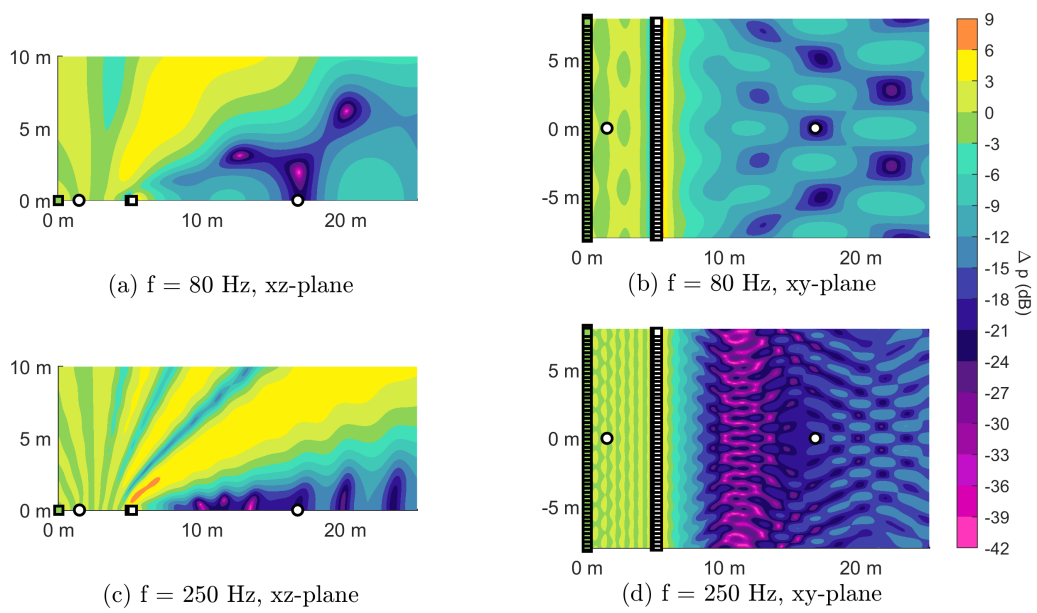 10 m
5 m
0 m
0 m
10 m
20 m
(a) f = 80 Hz, xz-plane
5 m
0 m
-5 m
0 m
10 m
20 m
(b) f = 80 Hz, xy-plane
10 m
5 m
0 m
0 m
10 m
20 m
(c) f = 250 Hz, xz-plane
5 m
0 m
-5 m
0 m
10 m
20 m
(d) f = 250 Hz, xy-plane
9
6
3
0
-3
-6
-9
-12
-15
-18
-21
-24
-27
-30
-33
-36
-39
-42
Δ p (dB)